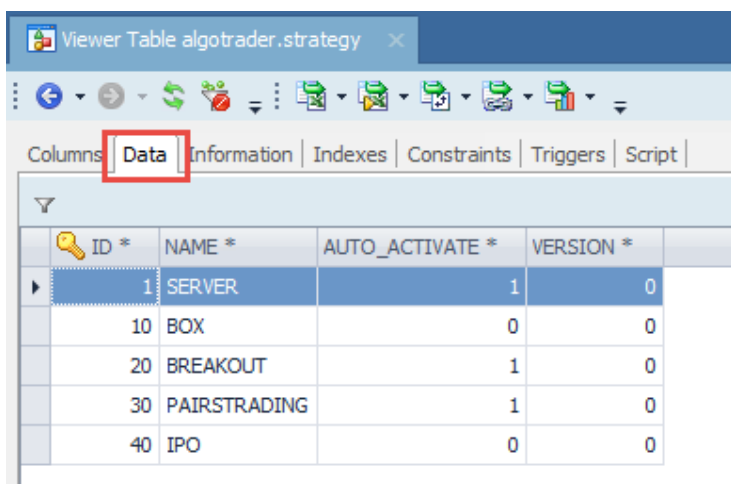 Viewer Table algotrader.strategy
Columns Data Information Indexes Constraints Triggers Script
ID * NAME * AUTO_ACTIVATE * VERSION *
1 SERVER 1 0
10 BOX 0 0
20 BREAKOUT 1 0
30 PAIRSTRADING 1 0
40 IPO 0 0